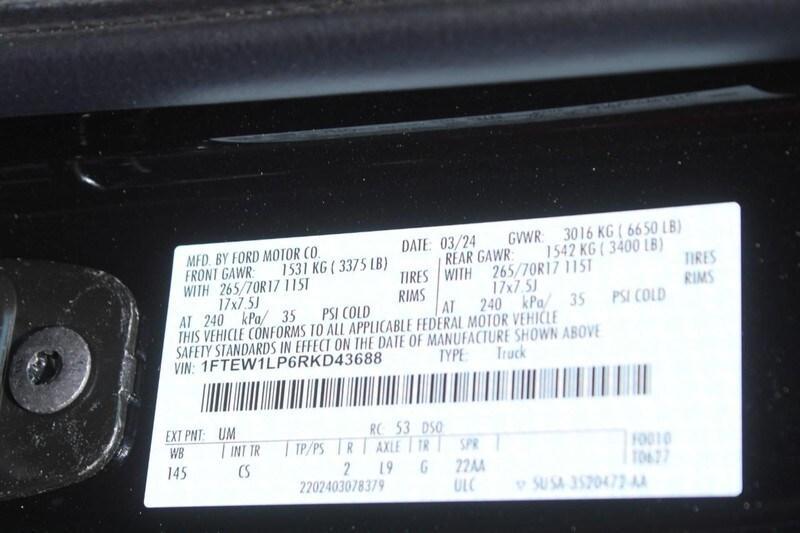 MFD. BY FORD MOTOR CO.
DATE: 03/24 GVWR: 3016 KG ( 6650 LB)
FRONT GAWR: 1531 KG ( 3375 LB) REAR GAWR: 1542 KG ( 3400 LB)
WITH 265/70R17 115T TIRES WITH 265/70R17 115T TIRES
17x7.5J RIMS 17x7.5J RIMS
AT 240 kPa/ 35 PSI COLD AT 240 kPa/ 35 PSI COLD
THIS VEHICLE CONFORMS TO ALL APPLICABLE FEDERAL MOTOR VEHICLE
SAFETY STANDARDS IN EFFECT ON THE DATE OF MANUFACTURE SHOWN ABOVE
VIN: 1FTEW1LP6RKD43688 TYPE: Truck
EXT PNT: UM RC: 53 DSO:
WB INT TR TP/PS R AXLE TR SPR F0010
145 CS 2 L9 G 22AA T0627
2202403078379 ULC 5U5A-3520472-AA